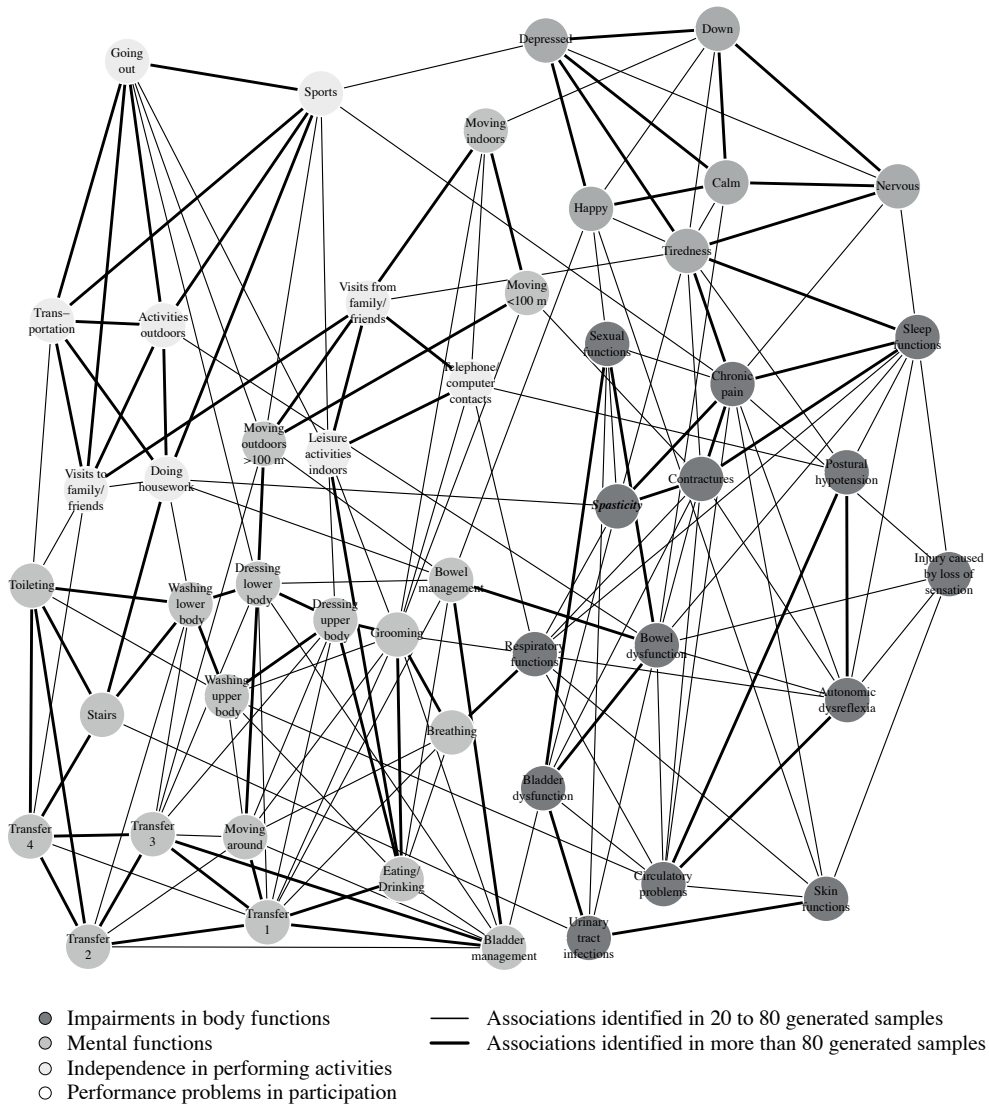 Going
out
Sports
Depressed
Down
Moving
indoors
Calm
Nervous
Happy
Tiredness
Trans–
portation
Activities
outdoors
Visits from
family/
friends
Moving
<100 m
Sexual
functions
Sleep
functions
Telephone/
computer
contacts
Chronic
pain
Moving
outdoors
>100 m
Leisure
activities
indoors
Visits to
family/
friends
Doing
housework
Contractures
Postural
hypotension
Spasticity
Toileting
Washing
lower
body
Dressing
lower
body
Dressing
upper
body
Bowel
management
Grooming
Injury caused
by loss of
sensation
Respiratory
functions
Bowel
dysfunction
Washing
upper
body
Stairs
Autonomic
dysreflexia
Breathing
Bladder
dysfunction
Transfer
4
Transfer
3
Moving
around
Eating/
Drinking
Circulatory
problems
Skin
functions
Transfer
2
Transfer
1
Bladder
management
Urinary
tract
infections
Impairments in body functions
Mental functions
Independence in performing activities
Performance problems in participation
Associations identified in 20 to 80 generated samples
Associations identified in more than 80 generated samples